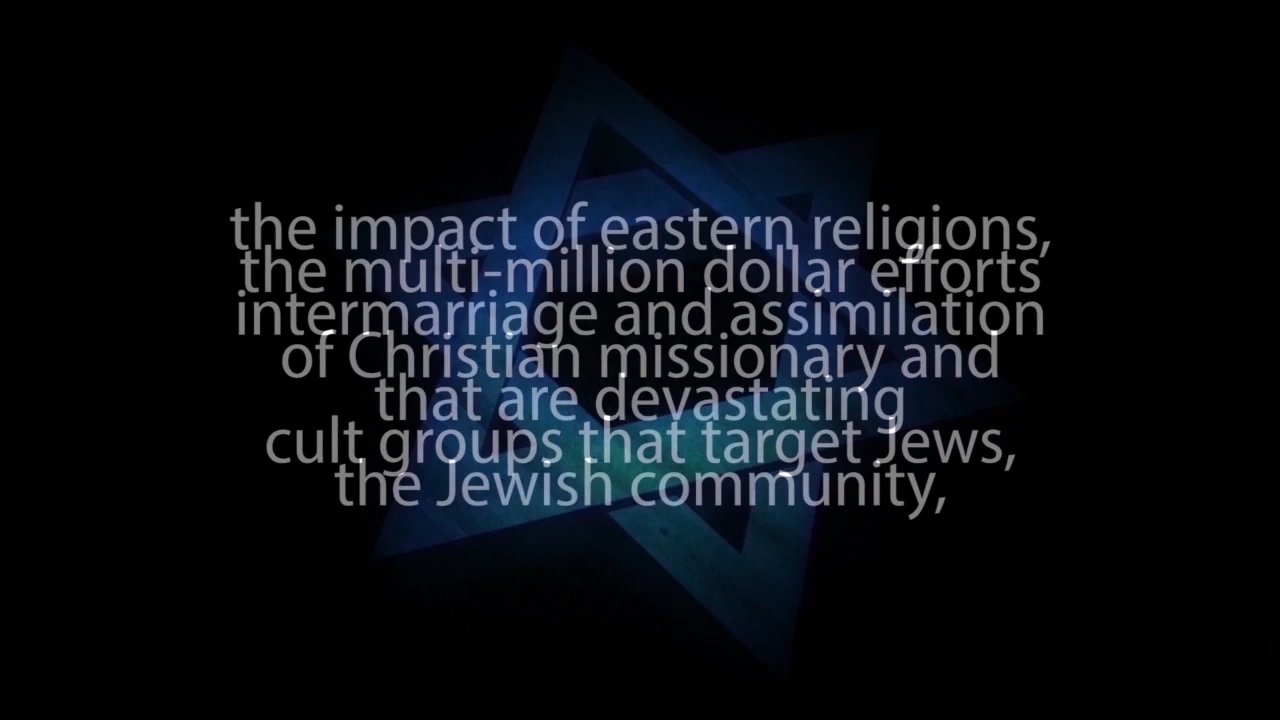 the impact of eastern religions,
the multi-million dollar efforts
intermarriage and assimilation
of Christian missionary and
that are devastating
cult groups that target Jews,
the Jewish community,